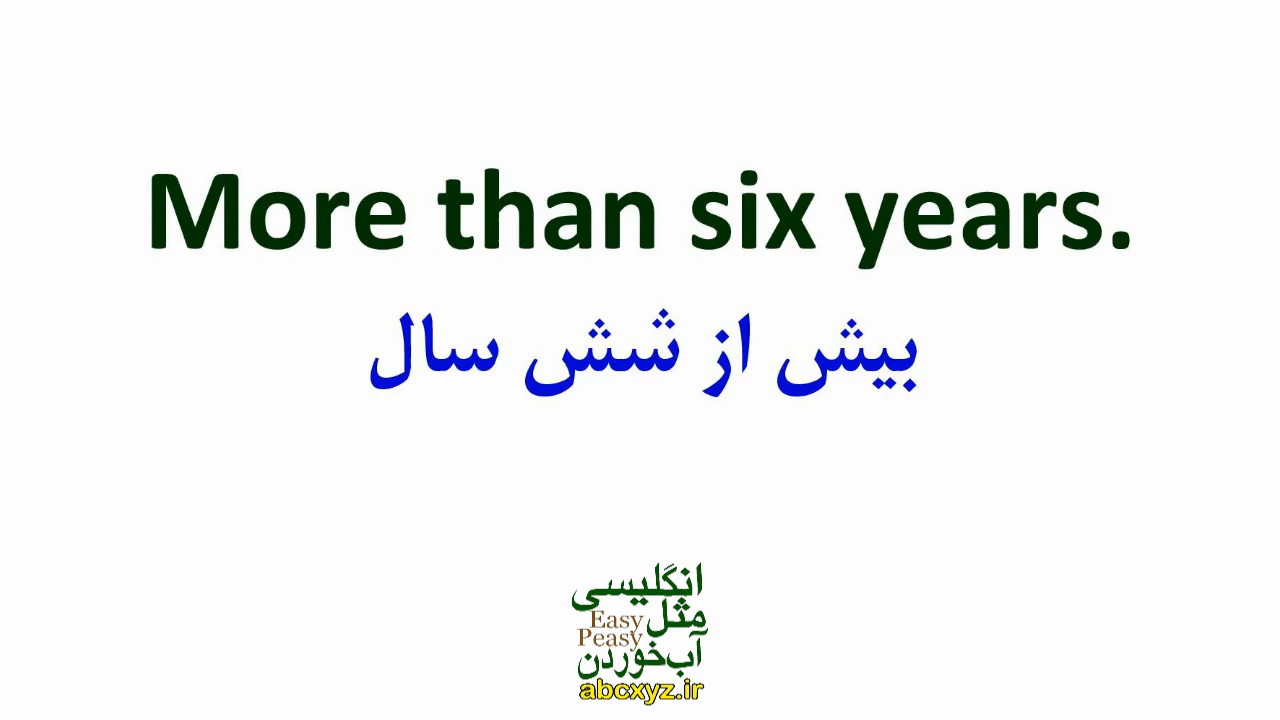 More than six years.
بیش از شش سال
انگلیسی
مثل Easy
Peasy
آب‌خوردن
abcxyz.ir